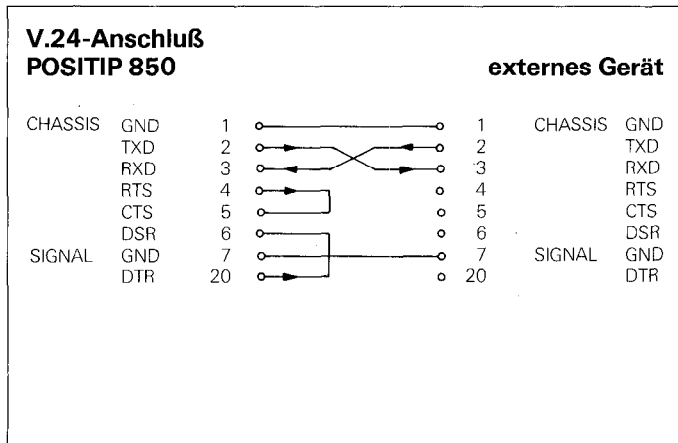 V.24-Anschluß
POSITIP 850 externes Gerät
CHASSIS GND 1 1 CHASSIS GND
TXD 2 2 TXD
RXD 3 3 RXD
RTS 4 4 RTS
CTS 5 5 CTS
DSR 6 6 DSR
SIGNAL GND 7 7 SIGNAL GND
DTR 20 20 DTR